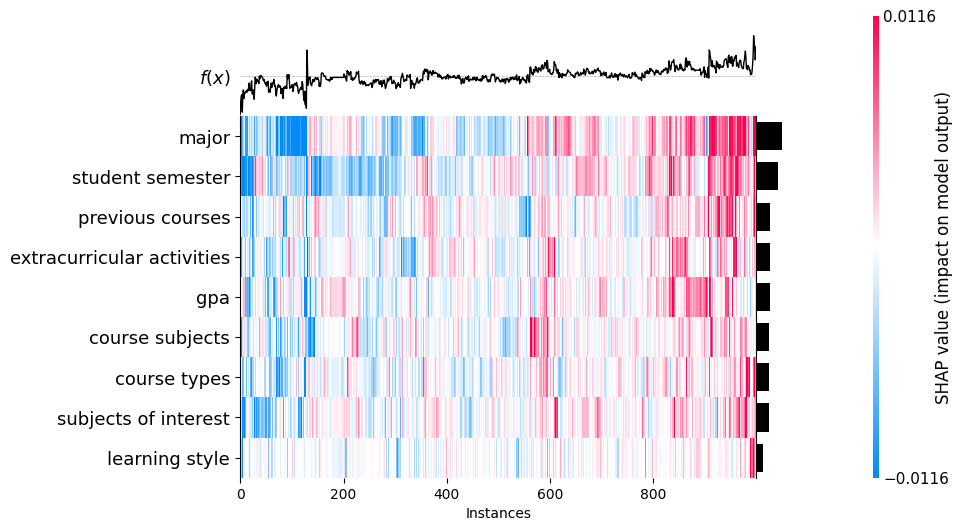 0.0116
f(x)
major
student semester
previous courses
extracurricular activities
gpa
course subjects
course types
subjects of interest
learning style
0 200 400 600 800
Instances
SHAP value (impact on model output)
−0.0116